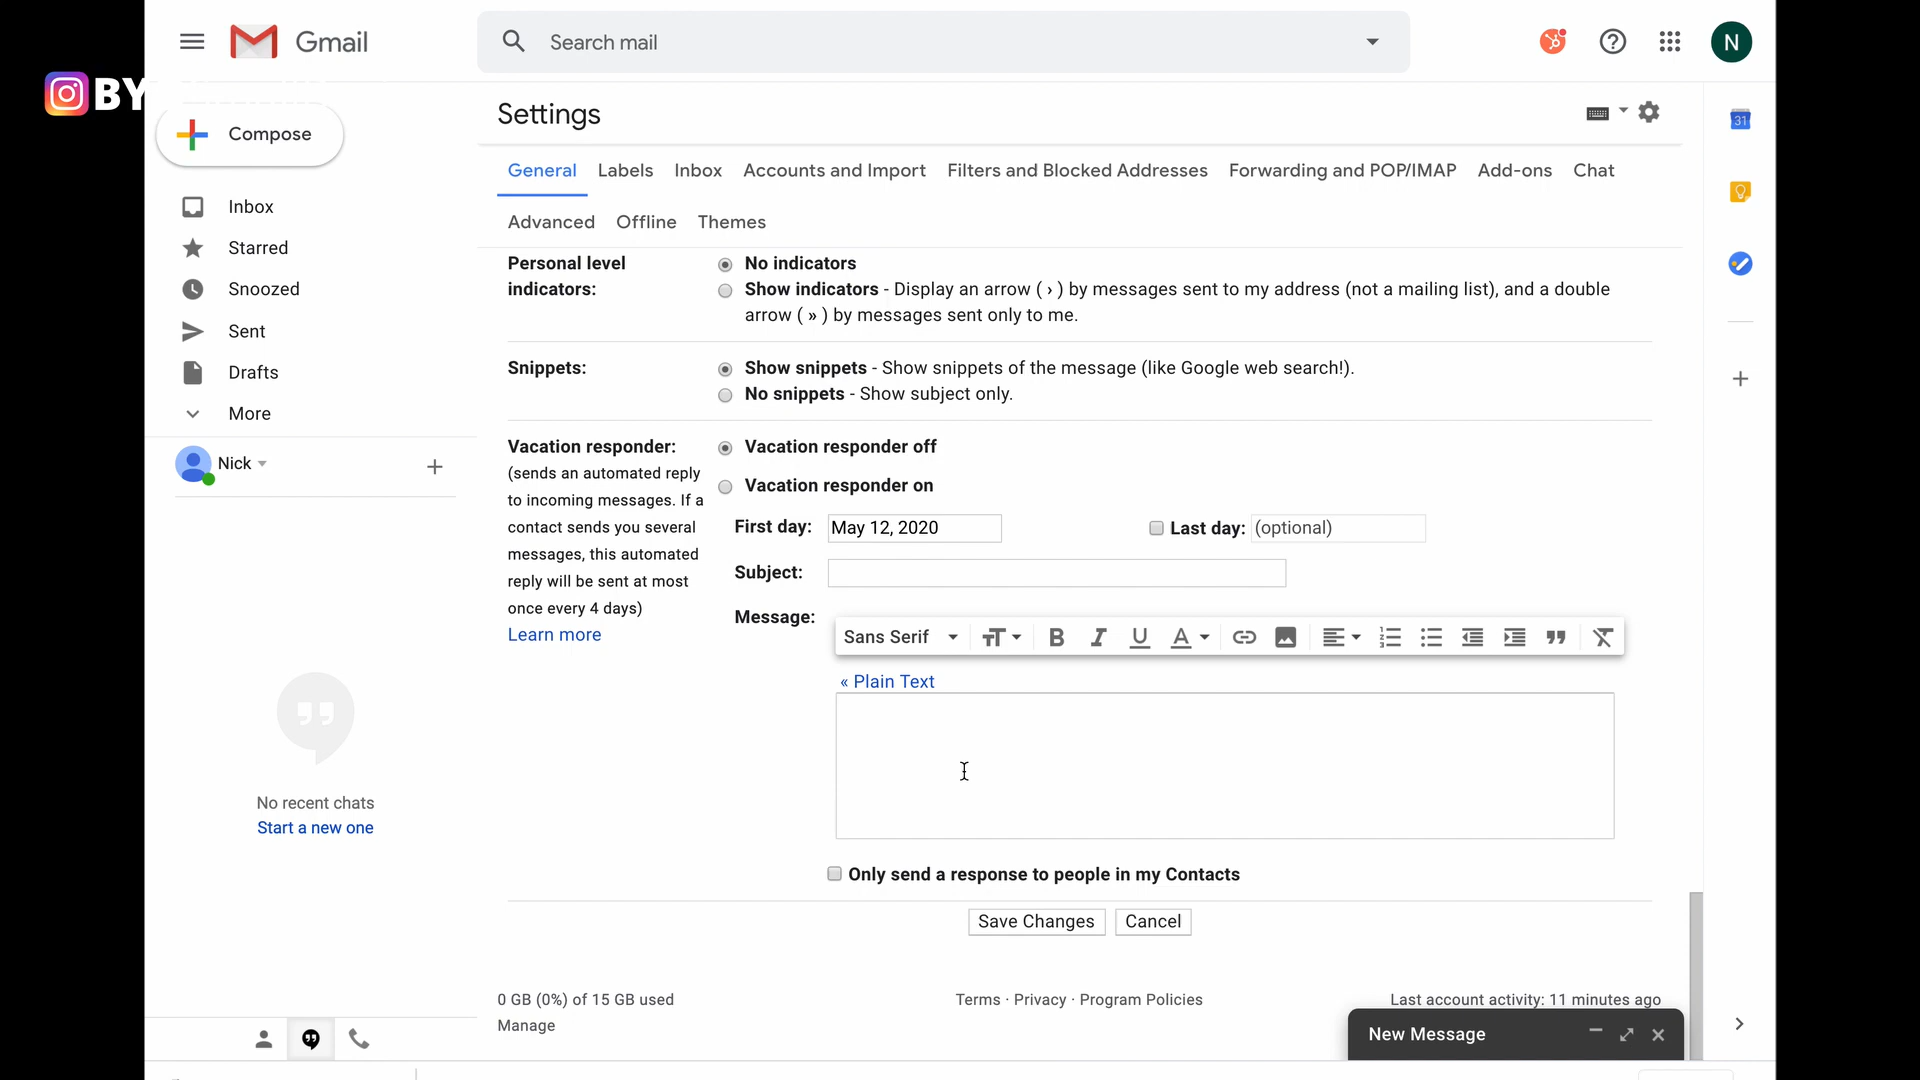 Gmail
Search mail
N
BY
Compose
Settings
31
General Labels Inbox Accounts and Import Filters and Blocked Addresses Forwarding and POP/IMAP Add-ons Chat
Advanced Offline Themes
Inbox
Starred
Snoozed
Sent
Drafts
More
Nick
No recent chats
Start a new one
Personal level
indicators:
No indicators
Show indicators - Display an arrow ( › ) by messages sent to my address (not a mailing list), and a double
arrow ( » ) by messages sent only to me.
Snippets:
Show snippets - Show snippets of the message (like Google web search!).
No snippets - Show subject only.
Vacation responder:
(sends an automated reply
to incoming messages. If a
contact sends you several
messages, this automated
reply will be sent at most
once every 4 days)
Learn more
Vacation responder off
Vacation responder on
First day: May 12, 2020 Last day: (optional)
Subject:
Message:
Sans Serif
« Plain Text
Only send a response to people in my Contacts
Save Changes Cancel
0 GB (0%) of 15 GB used
Manage
Terms · Privacy · Program Policies
Last account activity: 11 minutes ago
New Message